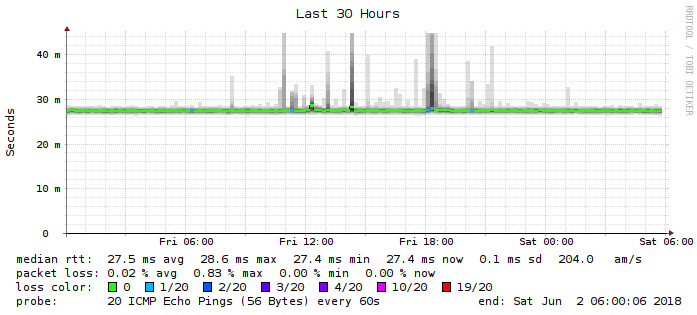 Last 30 Hours
RRDTOOL / TOBI OETIKER
Seconds
40 m
30 m
20 m
10 m
0
Fri 06:00 Fri 12:00 Fri 18:00 Sat 00:00 Sat 06:00
median rtt: 27.5 ms avg 28.6 ms max 27.4 ms min 27.4 ms now 0.1 ms sd 204.0 am/s
packet loss: 0.02 % avg 0.83 % max 0.00 % min 0.00 % now
loss color: 0 1/20 2/20 3/20 4/20 10/20 19/20
probe: 20 ICMP Echo Pings (56 Bytes) every 60s end: Sat Jun 2 06:00:06 2018